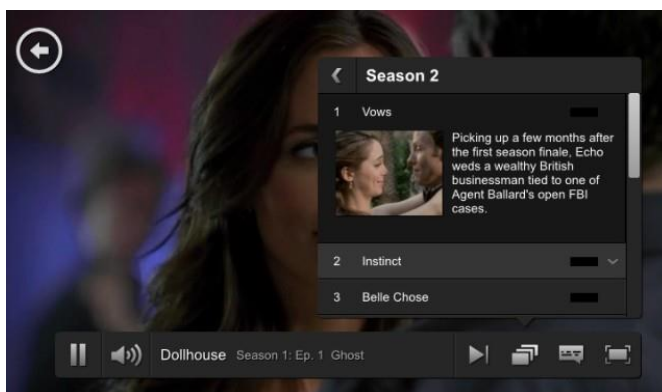 Season 2
1 Vows
Picking up a few months after
the first season finale, Echo
weds a wealthy British
businessman tied to one of
Agent Ballard's open FBI
cases.
2 Instinct
3 Belle Chose
Dollhouse Season 1: Ep. 1 Ghost